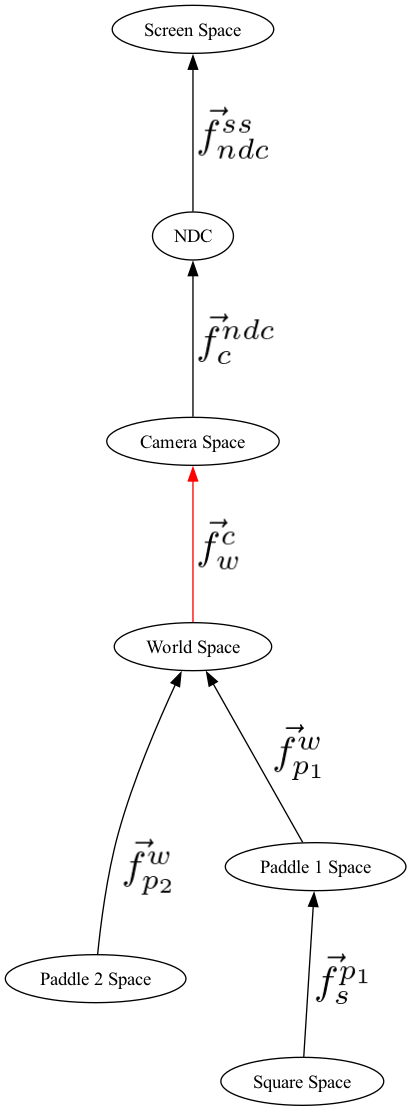 Screen Space
$\vec{f}_{ndc}^{ss}$
NDC
$\vec{f}_{c}^{ndc}$
Camera Space
$\vec{f}_{w}^{c}$
World Space
$\vec{f}_{p_1}^{w}$
$\vec{f}_{p_2}^{w}$
Paddle 1 Space
Paddle 2 Space
$\vec{f}_{s}^{p_1}$
Square Space